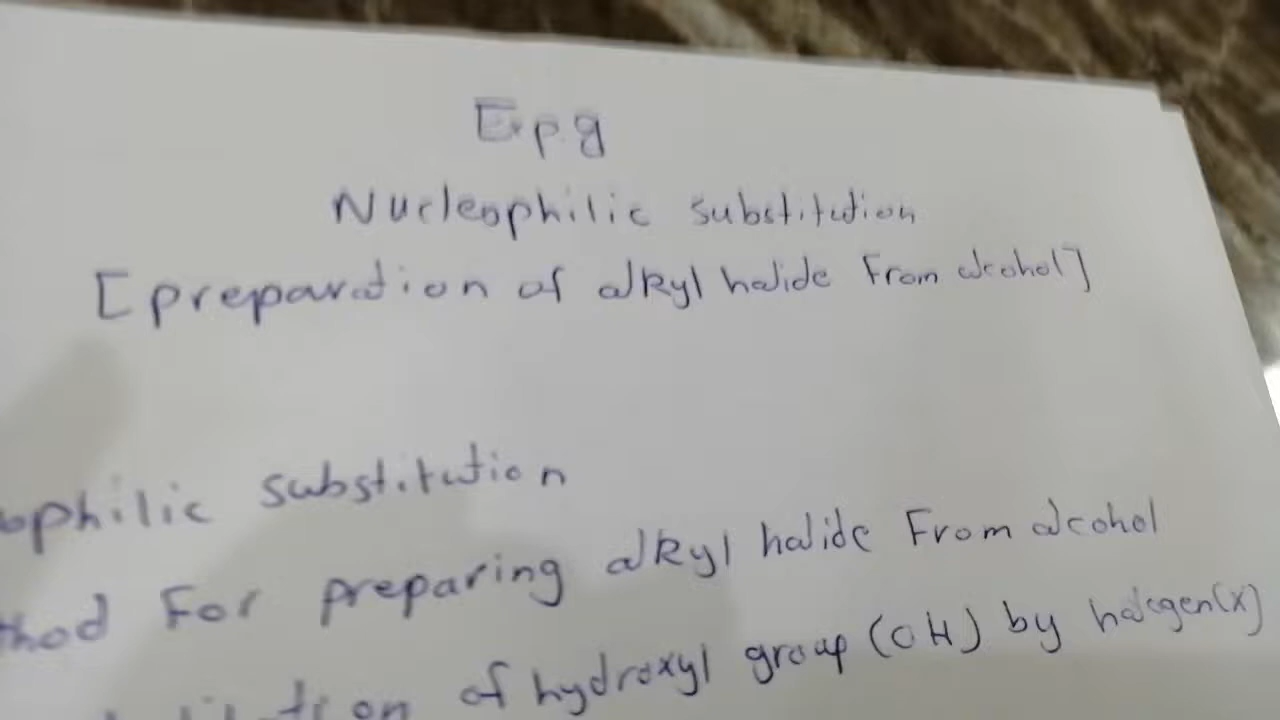 Exp 8
Nucleophilic substitution
[preparation of alkyl halide From alcohol]
ophilic substitution
thod For preparing alkyl halide From alcohol
of hydroxyl group (OH) by halogen(X)